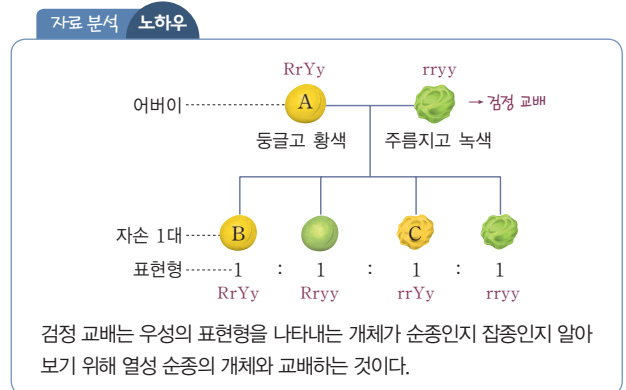 자료 분석 노하우
RrYy rryy
어버이 A → 검정 교배
둥글고 황색 주름지고 녹색
자손 1대 B C
표현형 1 : 1 : 1 : 1
RrYy Rryy rrYy rryy
검정 교배는 우성의 표현형을 나타내는 개체가 순종인지 잡종인지 알아
보기 위해 열성 순종의 개체와 교배하는 것이다.